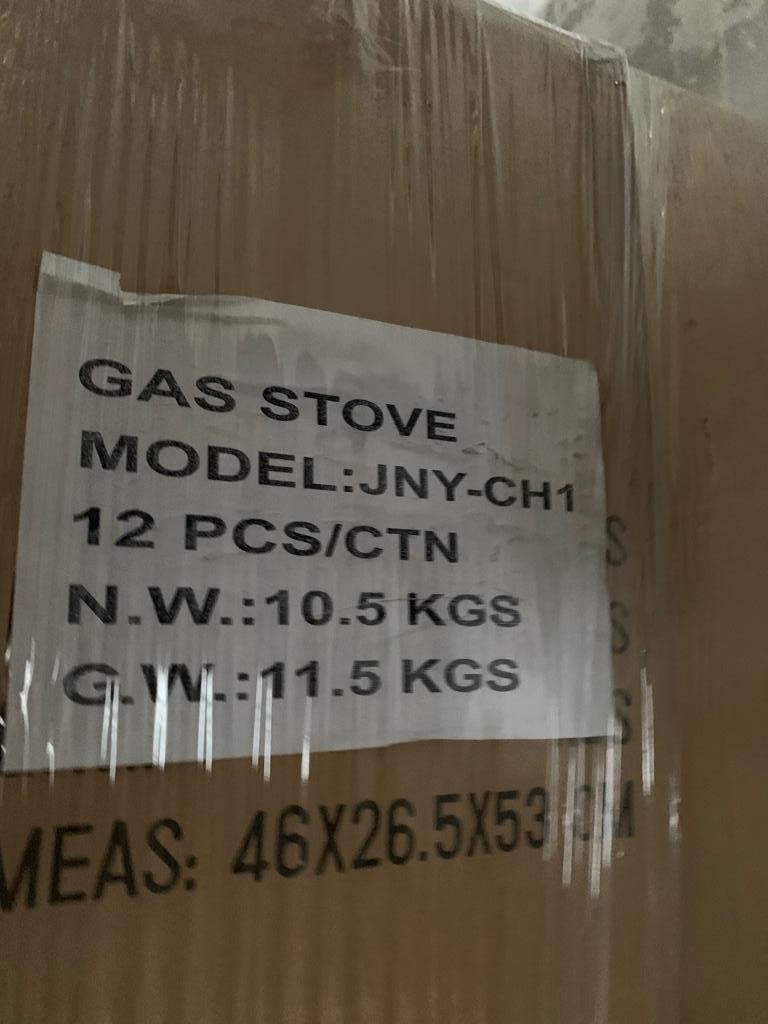 GAS STOVE
MODEL:JNY-CH1
12 PCS/CTN
N.W.:10.5 KGS
G.W.:11.5 KGS
S
S
S
MEAS: 46X26.5X53 CM